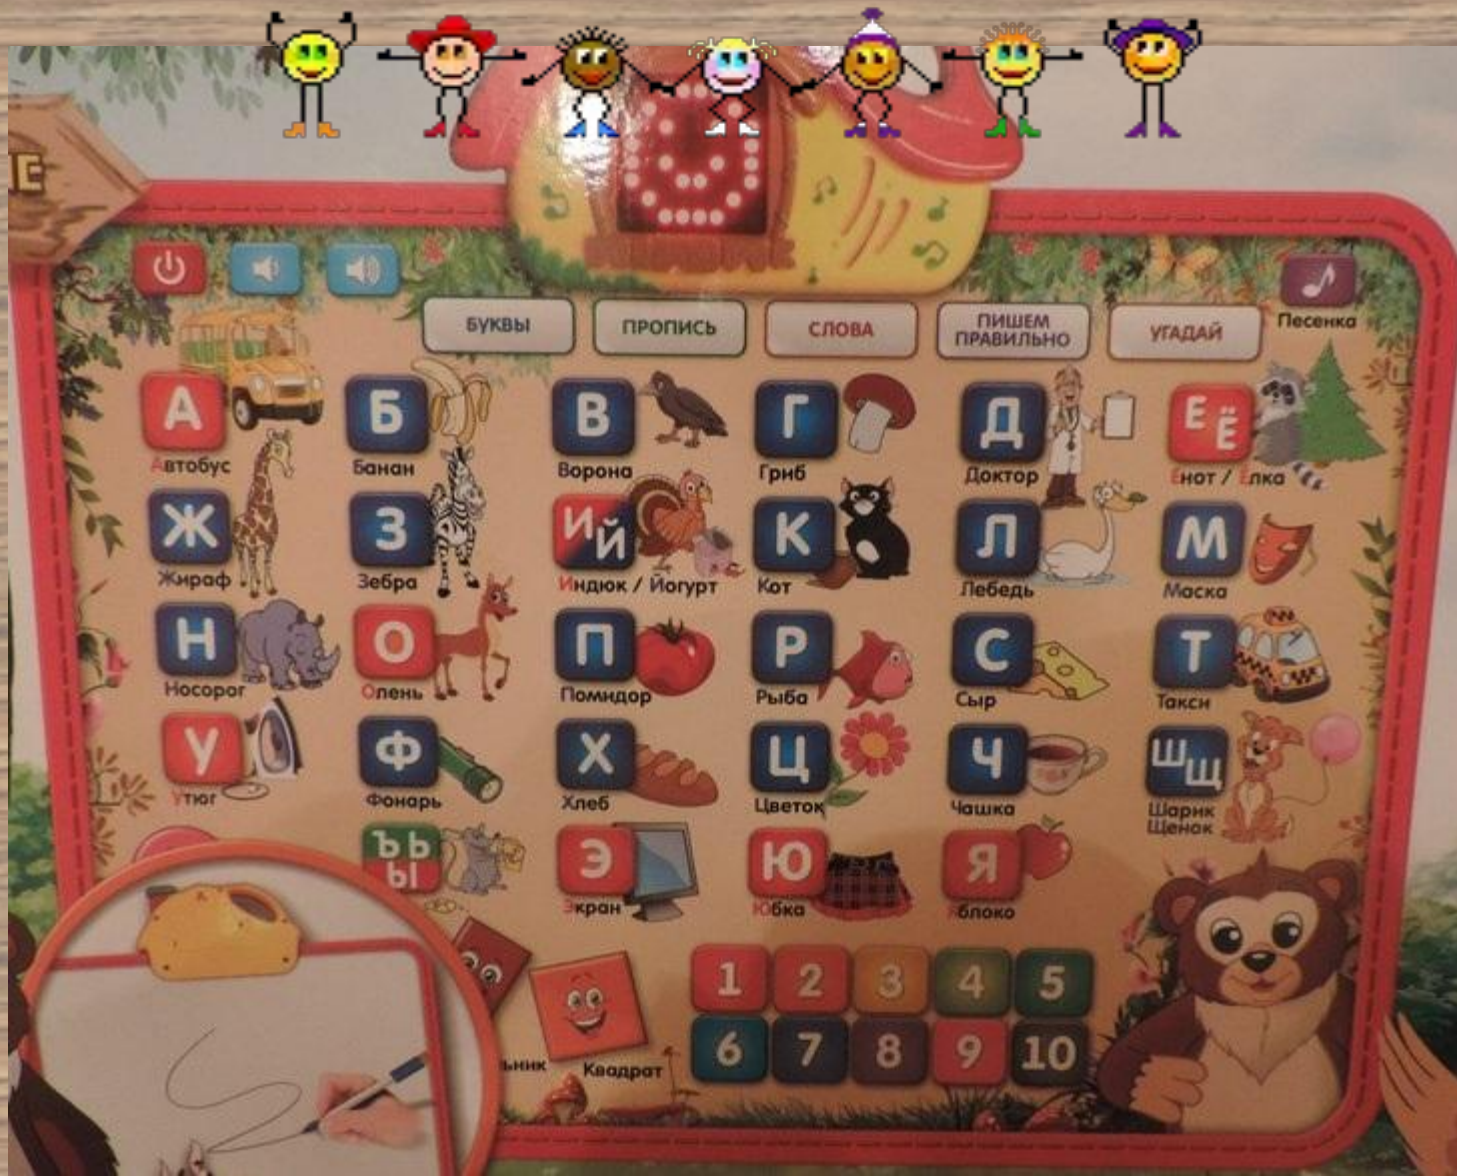 БУКВЫ
ПРОПИСЬ
СЛОВА
ПИШЕМ
ПРАВИЛЬНО
УГАДАЙ
Песенка
А
Б
В
Г
Д
Е Ё
Автобус
Банан
Ворона
Гриб
Доктор
Енот / Ёлка
Ж
З
И Й
К
Л
М
Жираф
Зебра
Индюк / Йогурт
Кот
Лебедь
Маска
Н
О
П
Р
С
Т
Носорог
Олень
Помидор
Рыба
Сыр
Такси
У
Ф
Х
Ц
Ч
Ш Щ
Утюг
Фонарь
Хлеб
Цветок
Чашка
Шарик
Щенок
Ъ Ь
Ы
Э
Ю
Я
Экран
Юбка
Яблоко
1 2 3 4 5
6 7 8 9 10
Квадрат